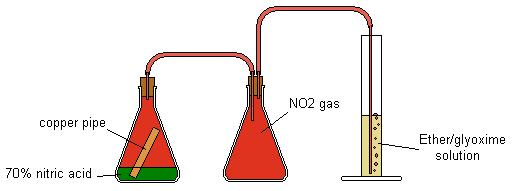 NO2 gas
copper pipe
Ether/glyoxime
solution
70% nitric acid